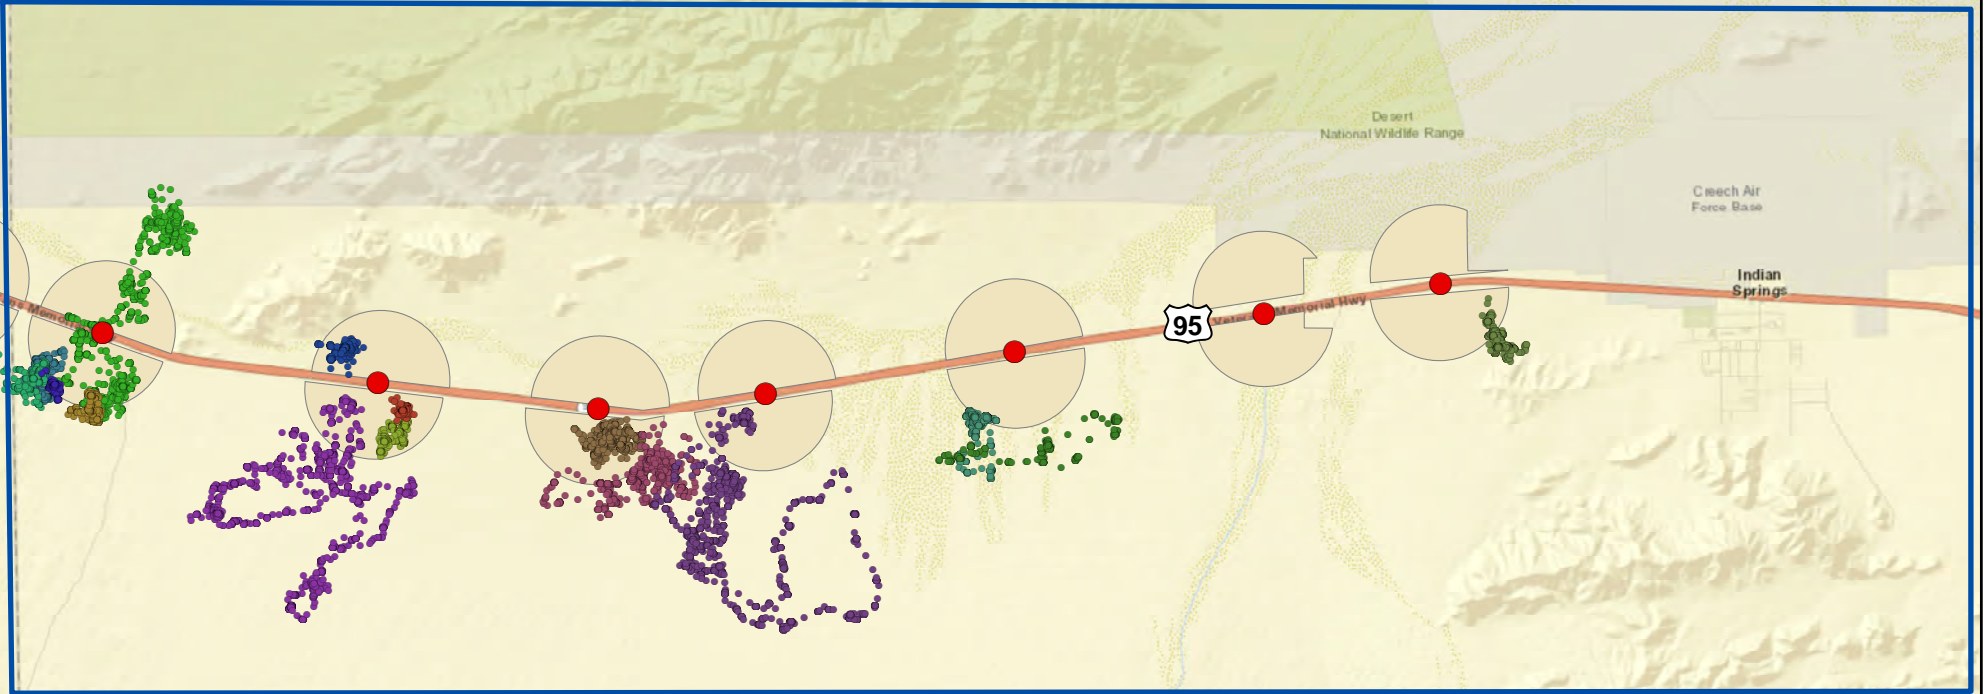 Desert
National Wildlife Range
Creech Air
Force Base
Indian
Springs
95
Memorial Hwy